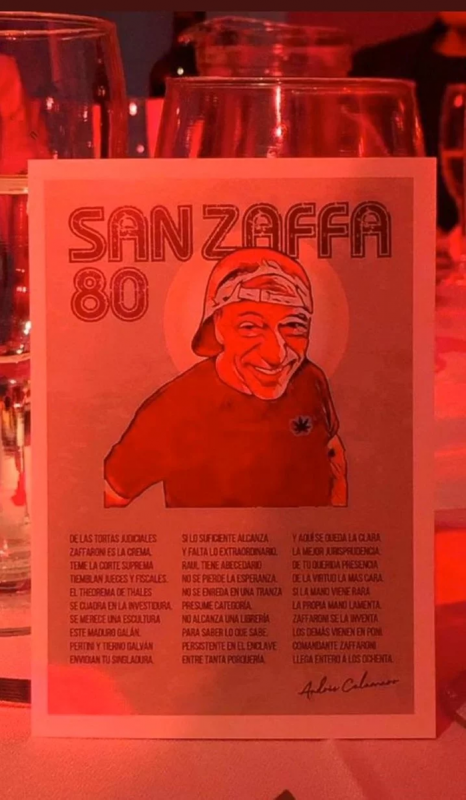 SAN ZAFFA
80
DE LAS TORTAS JUDICIALES
ZAFFARONI ES LA CREMA,
TEME LA CORTE SUPREMA
TIEMBLAN JUECES Y FISCALES.
EL THEOREMA DE THALES
SE CUADRA EN LA INVESTIDURA,
SE MERECE UNA ESCULTURA
ESTE MADURO GALÁN.
PERTINI Y TIERNO GALVAN
ENVIDIAN TU SINGLADURA.
SI LO SUFICIENTE ALCANZA
Y FALTA LO EXTRAORDINARIO,
RAUL TIENE ABECEDARIO
NO SE PIERDE LA ESPERANZA.
NO SE ENREDA EN UNA TRANZA
PRESUME CATEGORÍA,
NO ALCANZA UNA LIBRERÍA
PARA SABER LO QUE SABE.
PERSISTENTE EN EL ENCLAVE
ENTRE TANTA PORQUERÍA.
Y AQUÍ SE QUEDA LA CLARA
LA MEJOR JURISPRUDENCIA.
DE TU QUERIDA PRESENCIA
DE LA VIRTUD LA MAS CARA.
SI LA MANO VIENE RARA
LA PROPIA MANO LAMENTA.
ZAFFARONI SE LA INVENTA
LOS DEMÁS VIENEN EN PONI
COMANDANTE ZAFFARONI
LLEGA ENTERO A LOS OCHENTA.
Andrés Calamaro